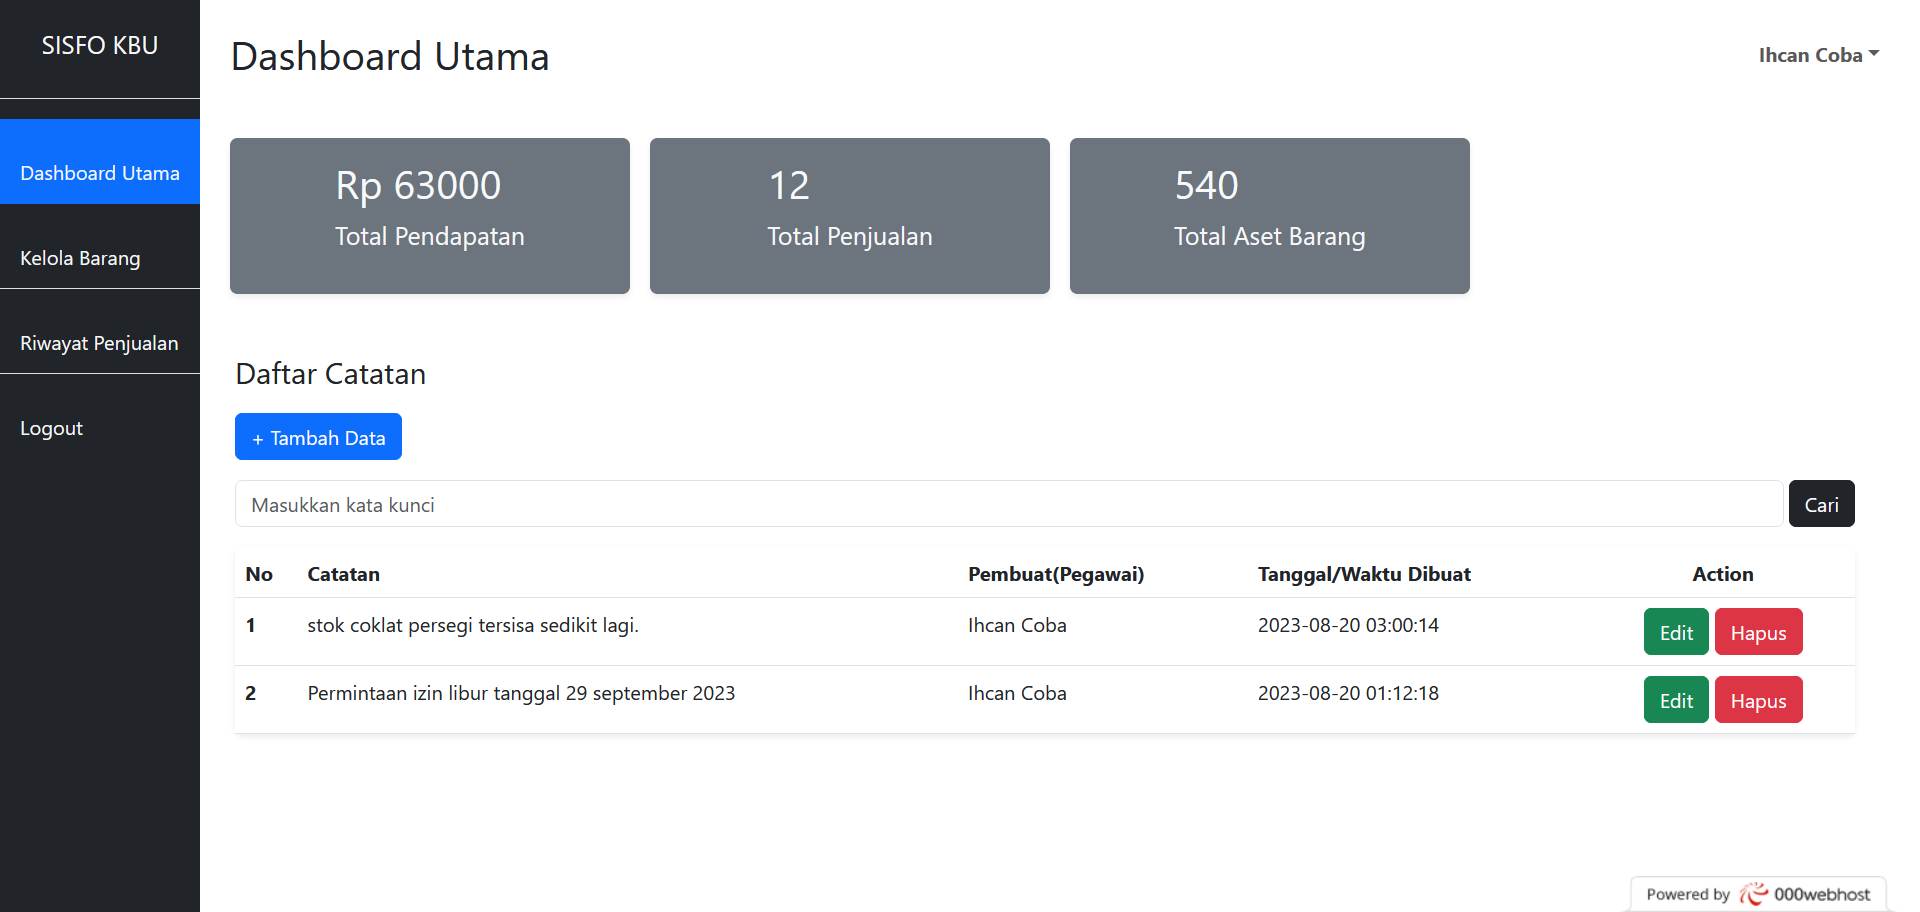 SISFO KBU
Dashboard Utama
Kelola Barang
Riwayat Penjualan
Logout
Dashboard Utama
Ihcan Coba
Rp 63000
Total Pendapatan
12
Total Penjualan
540
Total Aset Barang
Daftar Catatan
+ Tambah Data
Masukkan kata kunci
Cari
No Catatan Pembuat(Pegawai) Tanggal/Waktu Dibuat Action
1 stok coklat persegi tersisa sedikit lagi. Ihcan Coba 2023-08-20 03:00:14 Edit Hapus
2 Permintaan izin libur tanggal 29 september 2023 Ihcan Coba 2023-08-20 01:12:18 Edit Hapus
Powered by 000webhost